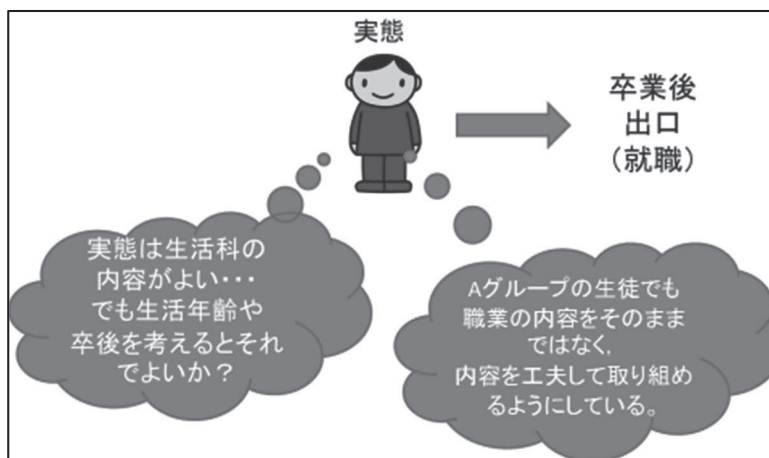 実態
卒業後
出口
（就職）
実態は生活科の
内容がよい・・・
でも生活年齢や
卒後を考えるとそれ
でよいか？
Aグループの生徒でも
職業の内容をそのまま
ではなく，
内容を工夫して取り組め
るようにしている。